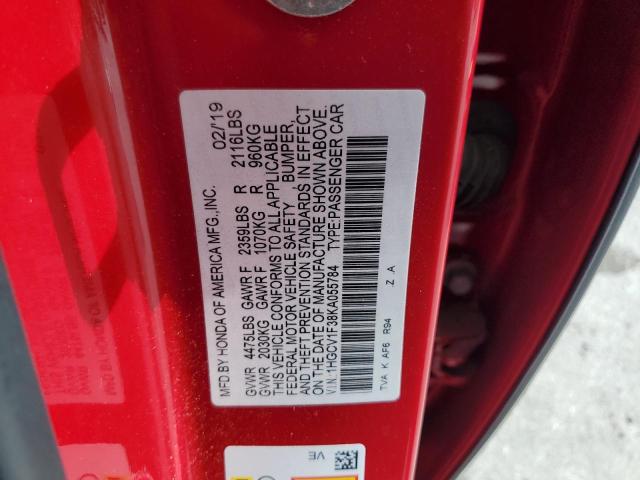 MFD BY HONDA OF AMERICA MFG.,INC. 02/'19
GVWR 4475LBS GAWR F 2359LBS R 2116LBS
GVWR 2030KG GAWR F 1070KG R 960KG
THIS VEHICLE CONFORMS TO ALL APPLICABLE
FEDERAL MOTOR VEHICLE SAFETY, BUMPER,
AND THEFT PREVENTION STANDARDS IN EFFECT
ON THE DATE OF MANUFACTURE SHOWN ABOVE.
V.I.N.:1HGCV1F38KA055784 TYPE:PASSENGER CAR
TVA K AF6 R94 Z .A
VE